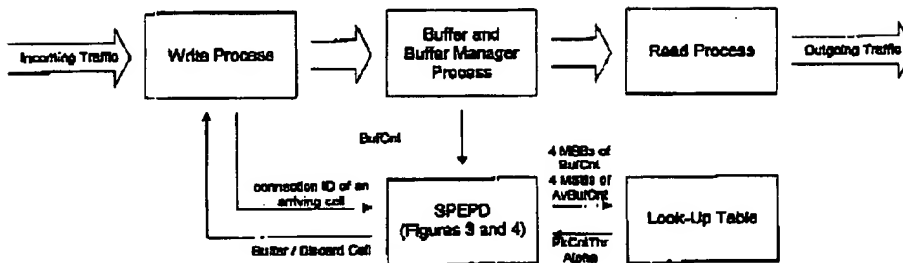 Incoming Traffic
Write Process
Buffer and
Buffer Manager
Process
Read Process
Outgoing Traffic
BufCnt
4 MSBs of
BufCnt
4 MSBs of
AvBufCnt
connection ID of an
arriving cell
SPEPD
(Figures 3 and 4)
Look-Up Table
Buffer / Discard Cell
PkCntThr
Alpha